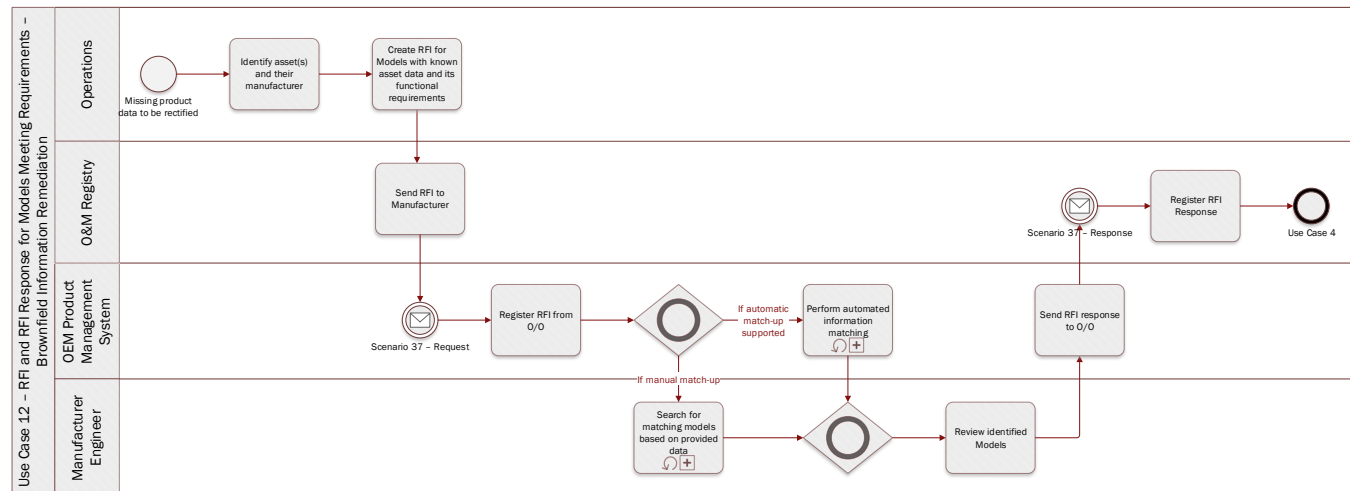 Use Case 12 – RFI and RFI Response for Models Meeting Requirements –
Brownfield Information Remediation
Operations
Missing product
data to be rectified
Identify asset(s)
and their
manufacturer
Create RFI for
Models with known
asset data and its
functional
requirements
O&M Registry
Send RFI to
Manufacturer
Scenario 37 – Response
Register RFI
Response
Use Case 4
OEM Product
Management
System
Scenario 37 – Request
Register RFI from
O/O
If automatic
match-up
supported
Perform automated
information
matching
Send RFI response
to O/O
If manual match-up
Manufacturer
Engineer
Search for
matching models
based on provided
data
Review identified
Models